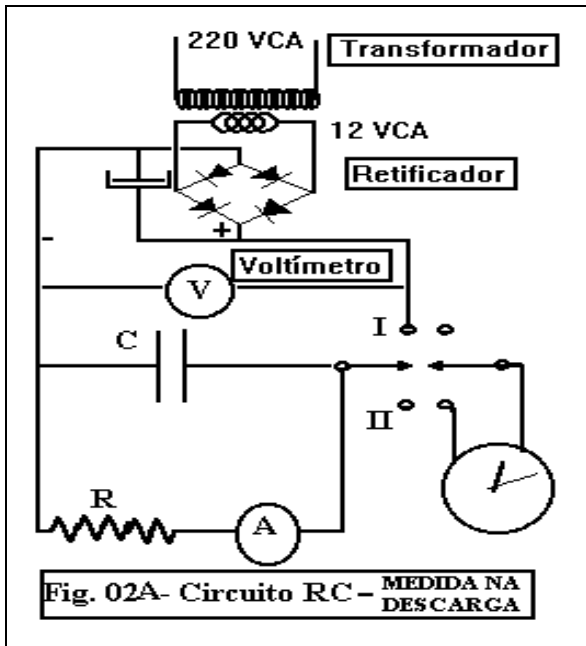 220 VCA
Transformador
12 VCA
Retificador
+
-
Voltímetro
V
C
I
II
R
A
Fig. 02A- Circuito RC – MEDIDA NA
DESCARGA